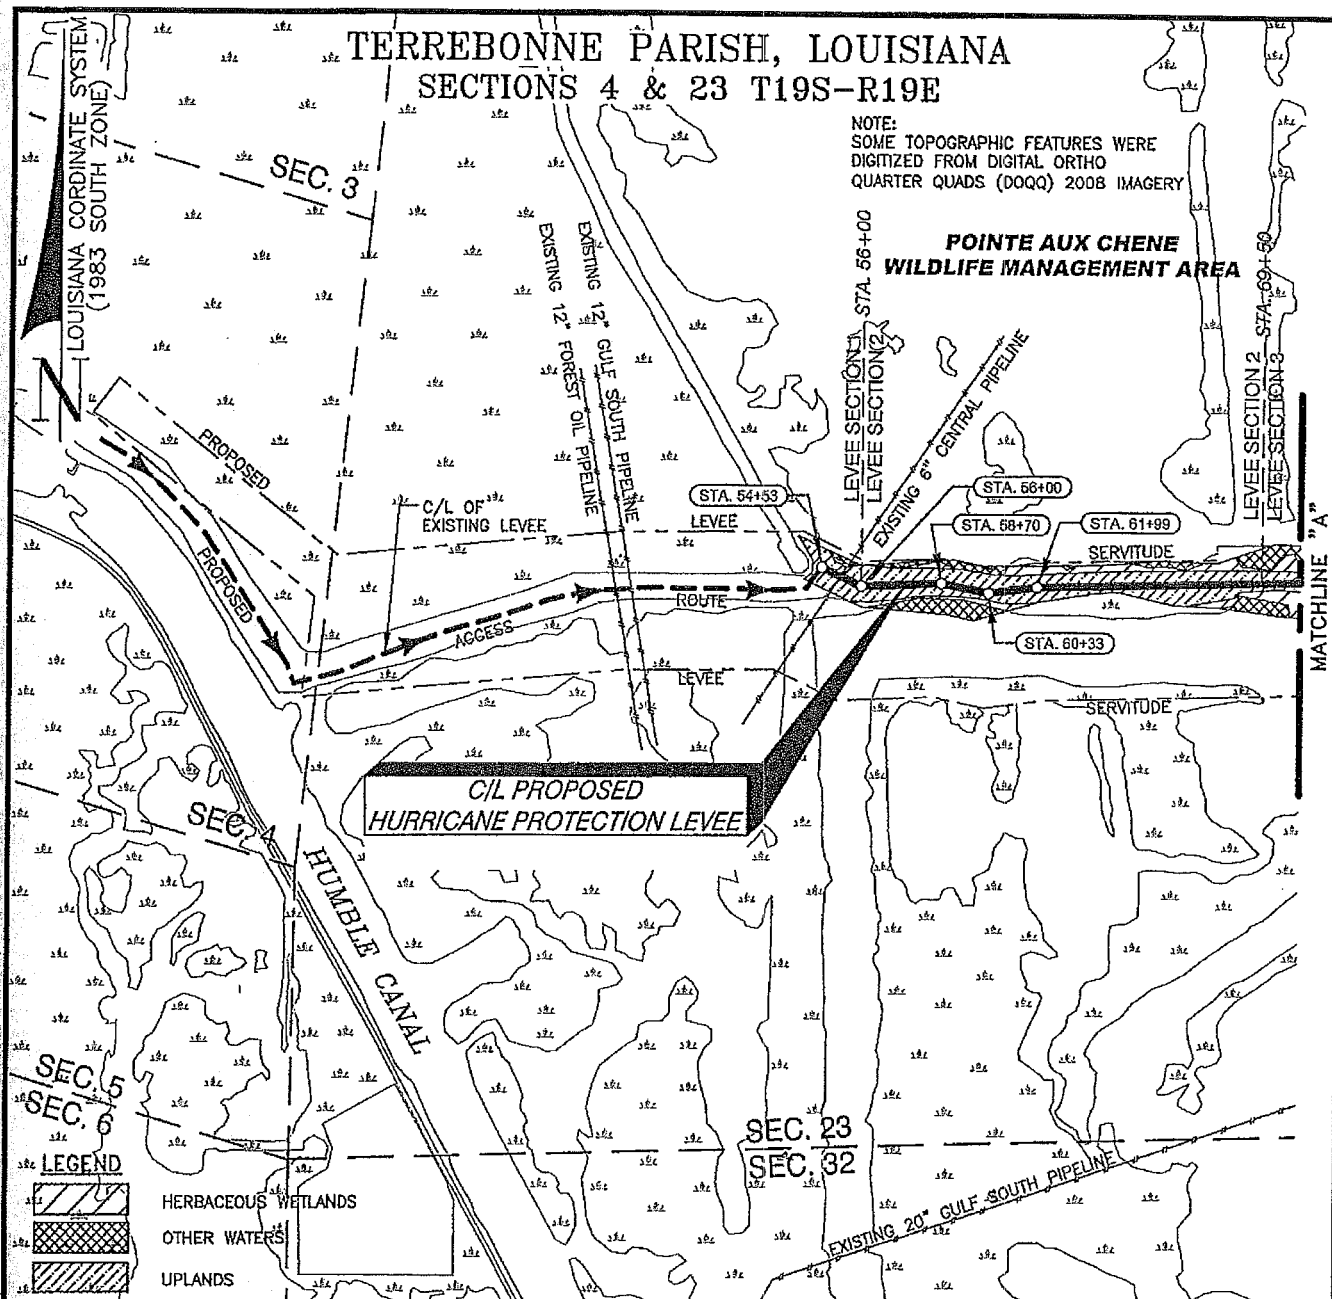 TERREBONNE PARISH, LOUISIANA
SECTIONS 4 & 23 T19S-R19E
NOTE:
SOME TOPOGRAPHIC FEATURES WERE
DIGITIZED FROM DIGITAL ORTHO
QUARTER QUADS (DOQQ) 2008 IMAGERY
LOUISIANA CORDINATE SYSTEM
(1983 SOUTH ZONE)
SEC. 3
POINTE AUX CHENE
WILDLIFE MANAGEMENT AREA
STA. 56+00
STA. 69+50
EXISTING 12" FOREST OIL PIPELINE
EXISTING 12" GULF SOUTH PIPELINE
LEVEE SECTION 1
LEVEE SECTION 2
EXISTING 6" CENTRAL PIPELINE
LEVEE SECTION 2
LEVEE SECTION 3
PROPOSED
C/L OF
EXISTING LEVEE
LEVEE
STA. 54+53
STA. 56+00
STA. 58+70
STA. 61+99
SERVITUDE
MATCHLINE "A"
PROPOSED
ACCESS
ROUTE
STA. 60+33
LEVEE
SERVITUDE
C/L PROPOSED
HURRICANE PROTECTION LEVEE
SEC. 4
HUMBLE CANAL
SEC. 5
SEC. 6
SEC. 23
SEC. 32
EXISTING 20" GULF SOUTH PIPELINE
LEGEND
HERBACEOUS WETLANDS
OTHER WATERS
UPLANDS